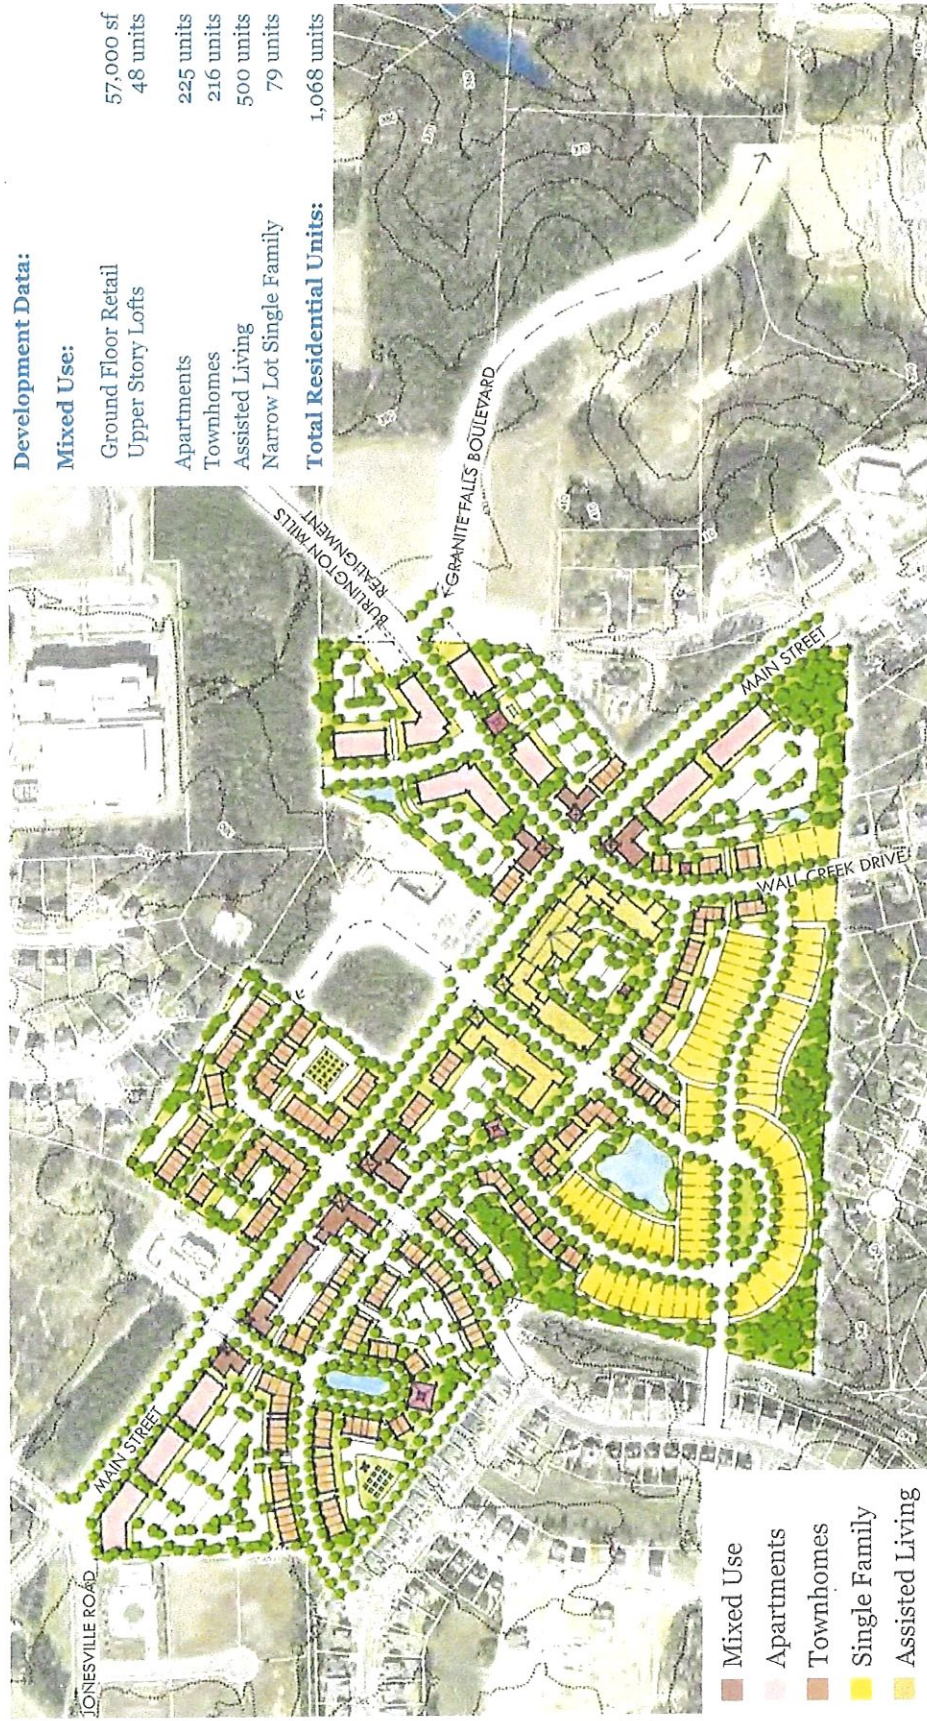 Development Data:
Mixed Use:
Ground Floor Retail 57,000 sf
Upper Story Lofts 48 units
Apartments 225 units
Townhomes 216 units
Assisted Living 500 units
Narrow Lot Single Family 79 units
Total Residential Units: 1,068 units
JONESVILLE ROAD
MAIN STREET
BURLINGTON MILLS
REALIGNMENT
GRANITE FALLS BOULEVARD
MAIN STREET
WALL CREEK DRIVE
Mixed Use
Apartments
Townhomes
Single Family
Assisted Living